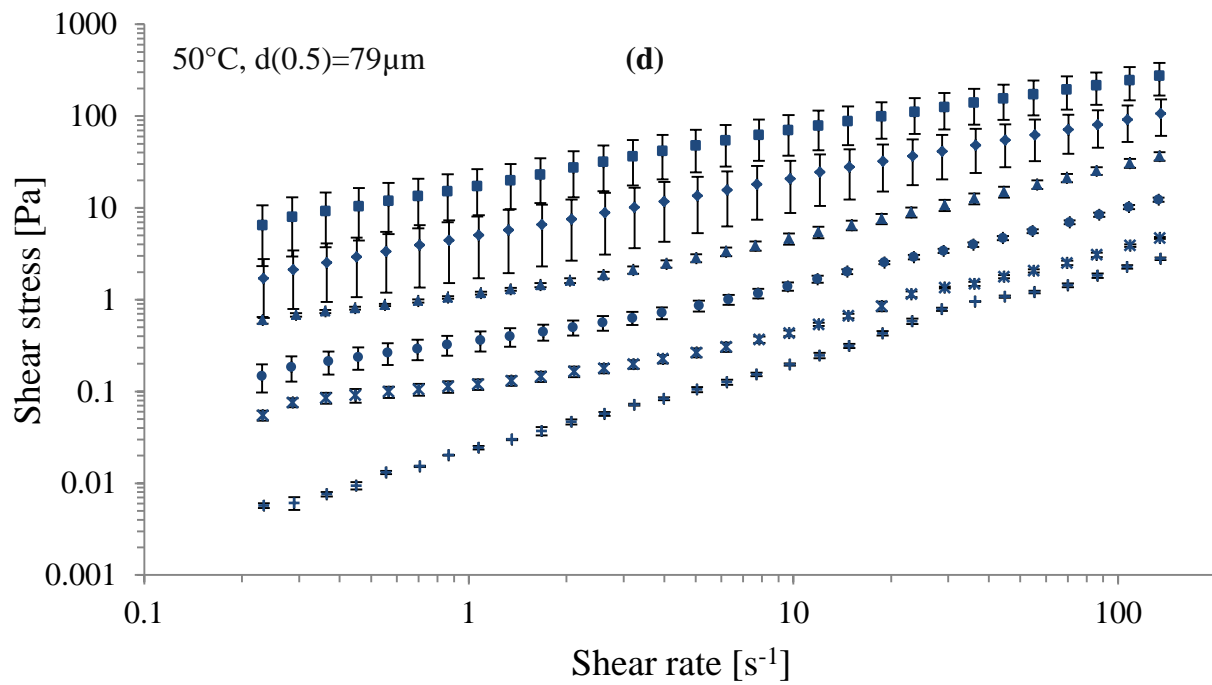 1000
50°C, d(0.5)=79µm
(d)
100
10
1
0.1
0.01
0.001
Shear stress [Pa]
0.1 1 10 100
Shear rate [s⁻¹]